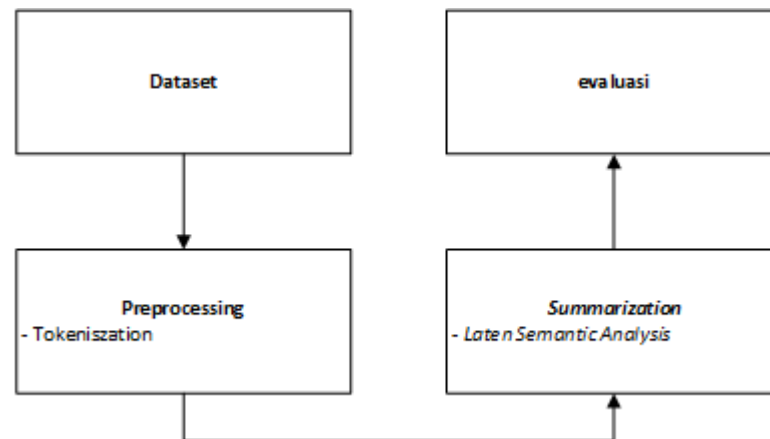 Dataset
Preprocessing
- Tokeniszation
Summarization
- Laten Semantic Analysis
evaluasi